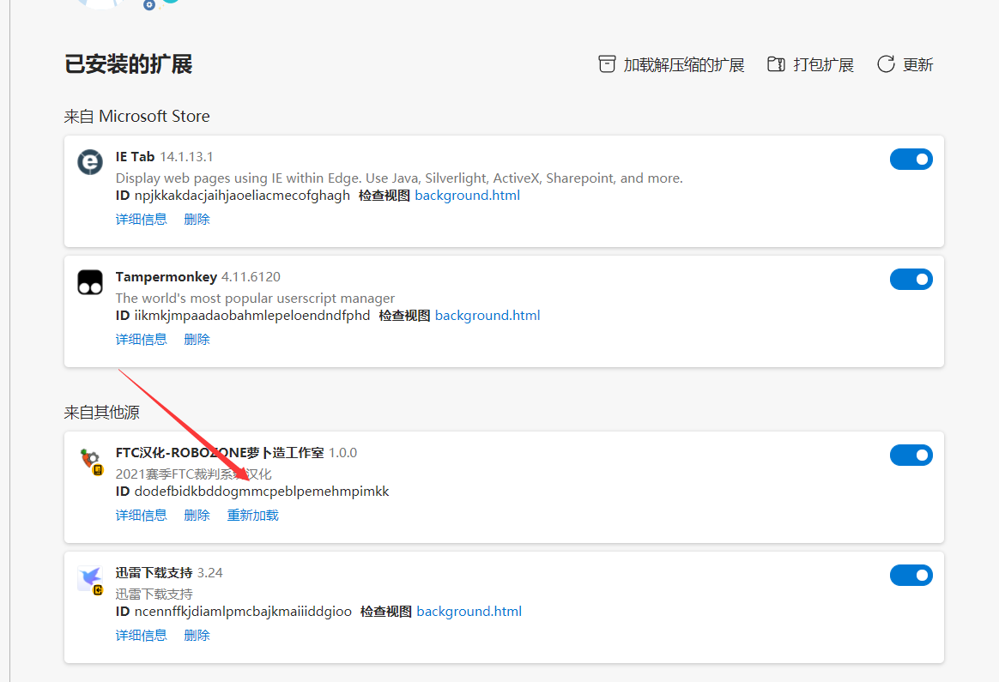 已安装的扩展
加载解压缩的扩展 打包扩展 更新
来自 Microsoft Store
IE Tab 14.1.13.1
Display web pages using IE within Edge. Use Java, Silverlight, ActiveX, Sharepoint, and more.
ID npjkkakdacjaihjaoeliacmecofghagh 检查视图 background.html
详细信息 删除
Tampermonkey 4.11.6120
The world's most popular userscript manager
ID iikmkjmpaadaobahmlepeloendndfphd 检查视图 background.html
详细信息 删除
来自其他源
FTC汉化-ROBOZONE萝卜造工作室 1.0.0
2021赛季FTC裁判系统汉化
ID dodefbidkbddogmmcpeblpemehmpimkk
详细信息 删除 重新加载
迅雷下载支持 3.24
迅雷下载支持
ID ncennffkjdiamlpmcbajkmaiiiddgioo 检查视图 background.html
详细信息 删除